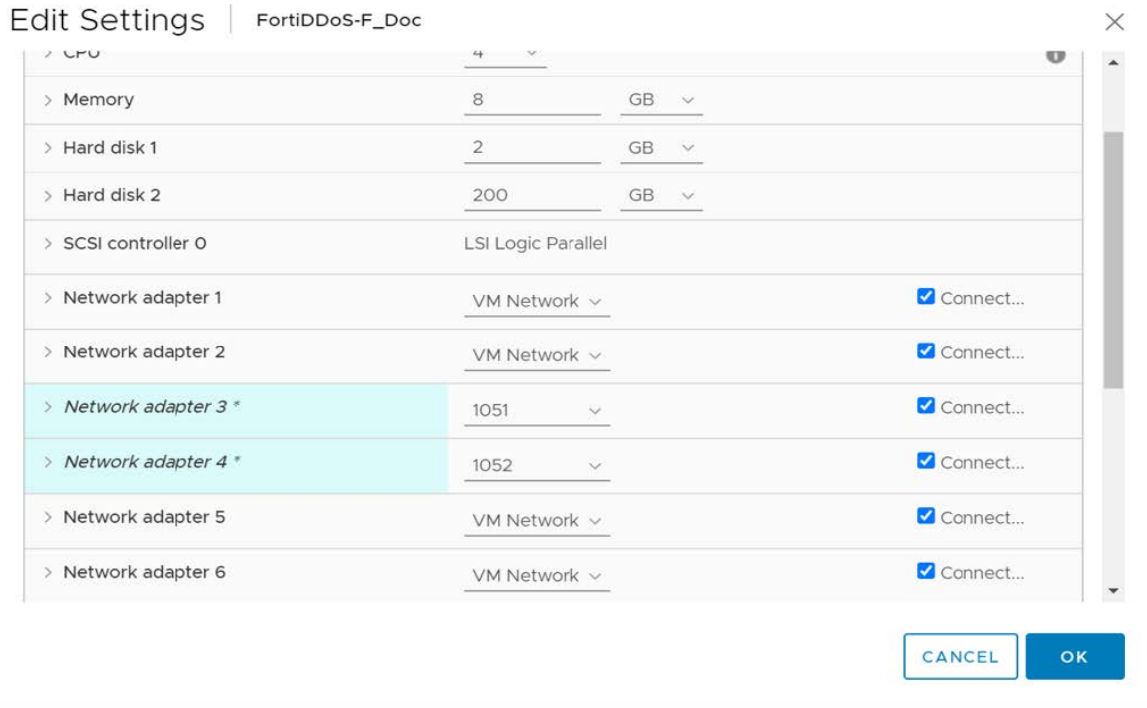 Edit Settings FortiDDoS-F_Doc
CPU 4
Memory 8 GB
Hard disk 1 2 GB
Hard disk 2 200 GB
SCSI controller 0 LSI Logic Parallel
Network adapter 1 VM Network Connect...
Network adapter 2 VM Network Connect...
Network adapter 3 * 1051 Connect...
Network adapter 4 * 1052 Connect...
Network adapter 5 VM Network Connect...
Network adapter 6 VM Network Connect...
CANCEL OK